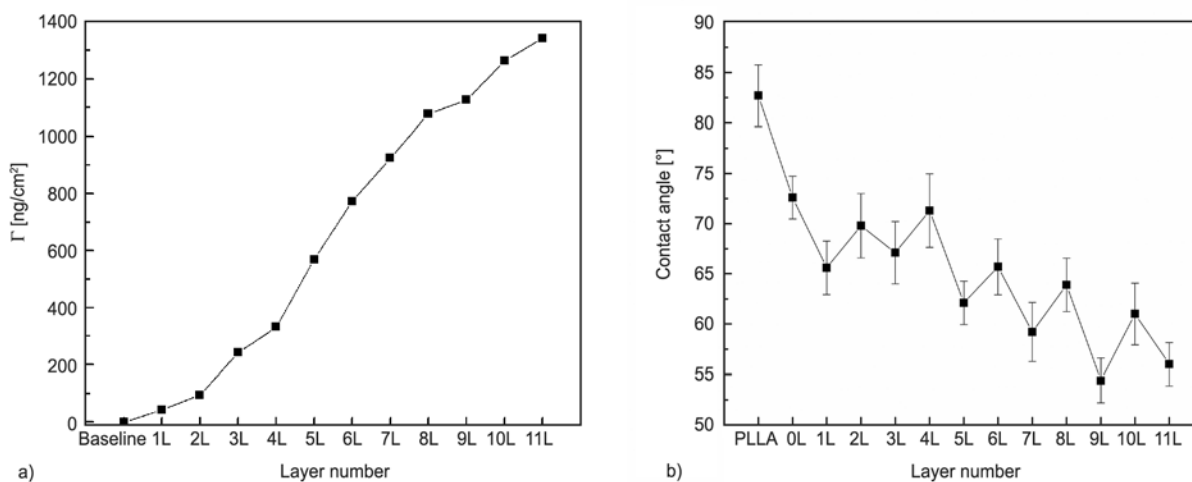 1400
1200
1000
800
600
400
200
0
Γ [ng/cm²]
Baseline 1L 2L 3L 4L 5L 6L 7L 8L 9L 10L 11L
a) Layer number
90
85
80
75
70
65
60
55
50
Contact angle [°]
PLLA 0L 1L 2L 3L 4L 5L 6L 7L 8L 9L 10L 11L
b) Layer number